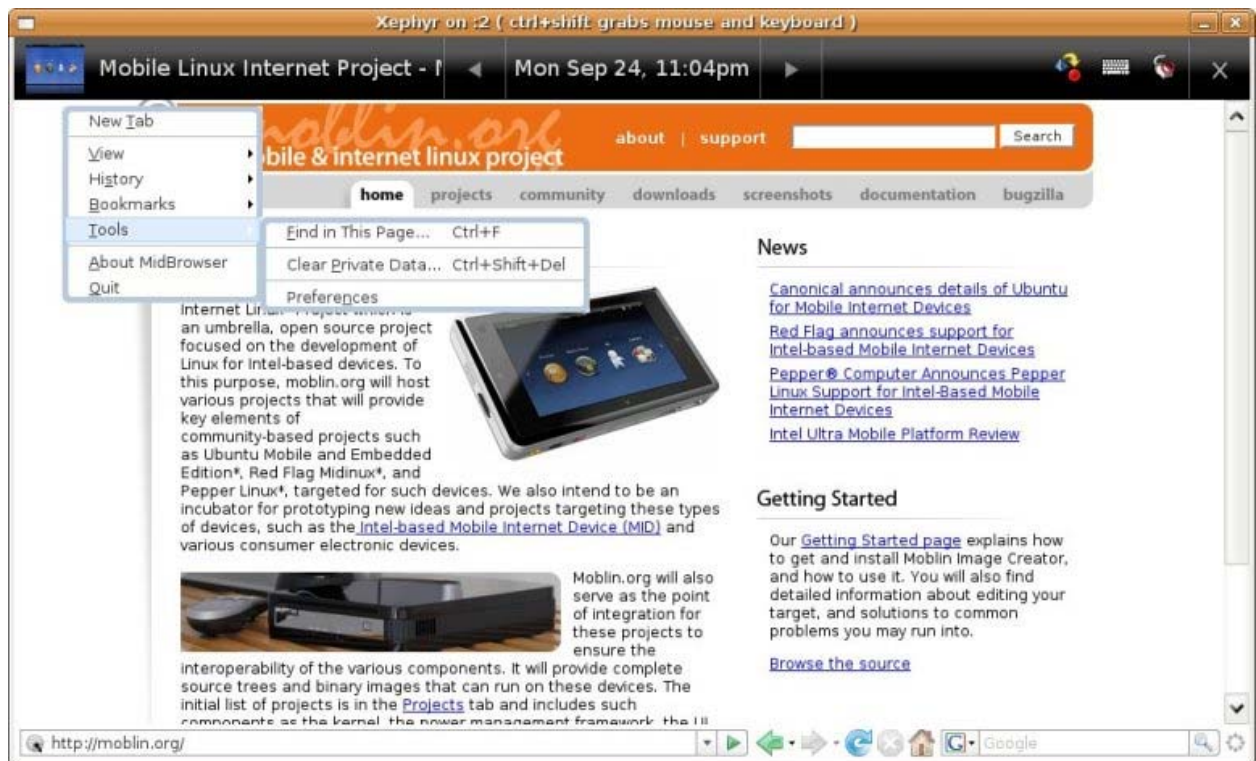 Xephyr on :2 ( ctrl+shift grabs mouse and keyboard )
Mobile Linux Internet Project -
Mon Sep 24, 11:04pm
New Tab
View
History
Bookmarks
Tools
About MidBrowser
Quit
Find in This Page... Ctrl+F
Clear Private Data... Ctrl+Shift+Del
Preferences
moblin.org
bile & internet linux project
about | support
Search
home projects community downloads screenshots documentation bugzilla
an umbrella, open source project
focused on the development of
Linux for Intel-based devices. To
this purpose, moblin.org will host
various projects that will provide
key elements of
community-based projects such
as Ubuntu Mobile and Embedded
Edition*, Red Flag Midinux*, and
Pepper Linux*, targeted for such devices. We also intend to be an
incubator for prototyping new ideas and projects targeting these types
of devices, such as the Intel-based Mobile Internet Device (MID) and
various consumer electronic devices.
Moblin.org will also
serve as the point
of integration for
these projects to
ensure the
interoperability of the various components. It will provide complete
source trees and binary images that can run on these devices. The
initial list of projects is in the Projects tab and includes such
components as the kernel, the power management framework, the UI
News
Canonical announces details of Ubuntu
for Mobile Internet Devices
Red Flag announces support for
Intel-based Mobile Internet Devices
Pepper® Computer Announces Pepper
Linux Support for Intel-Based Mobile
Internet Devices
Intel Ultra Mobile Platform Review
Getting Started
Our Getting Started page explains how
to get and install Moblin Image Creator,
and how to use it. You will also find
detailed information about editing your
target, and solutions to common
problems you may run into.
Browse the source
http://moblin.org/
G
Google